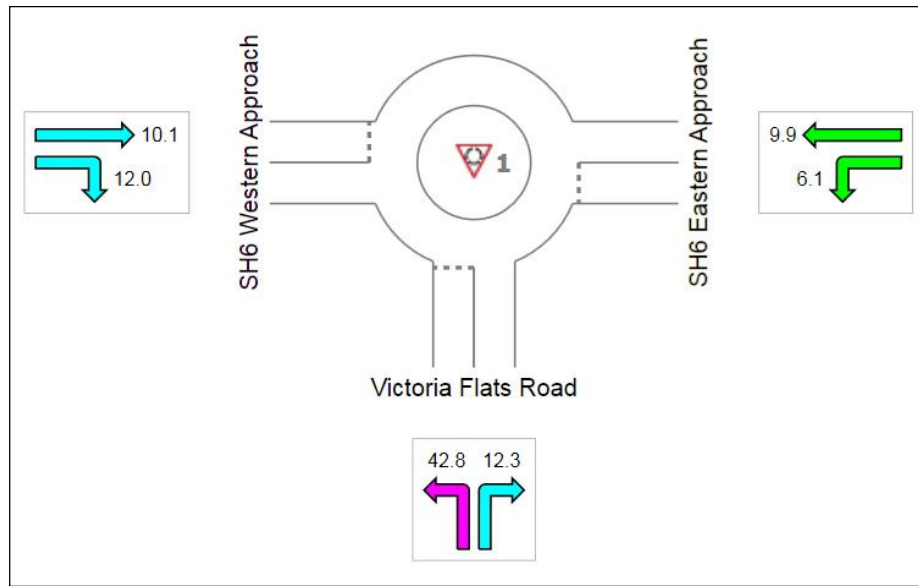 SH6 Western Approach
10.1
12.0
1
SH6 Eastern Approach
9.9
6.1
Victoria Flats Road
42.8 12.3